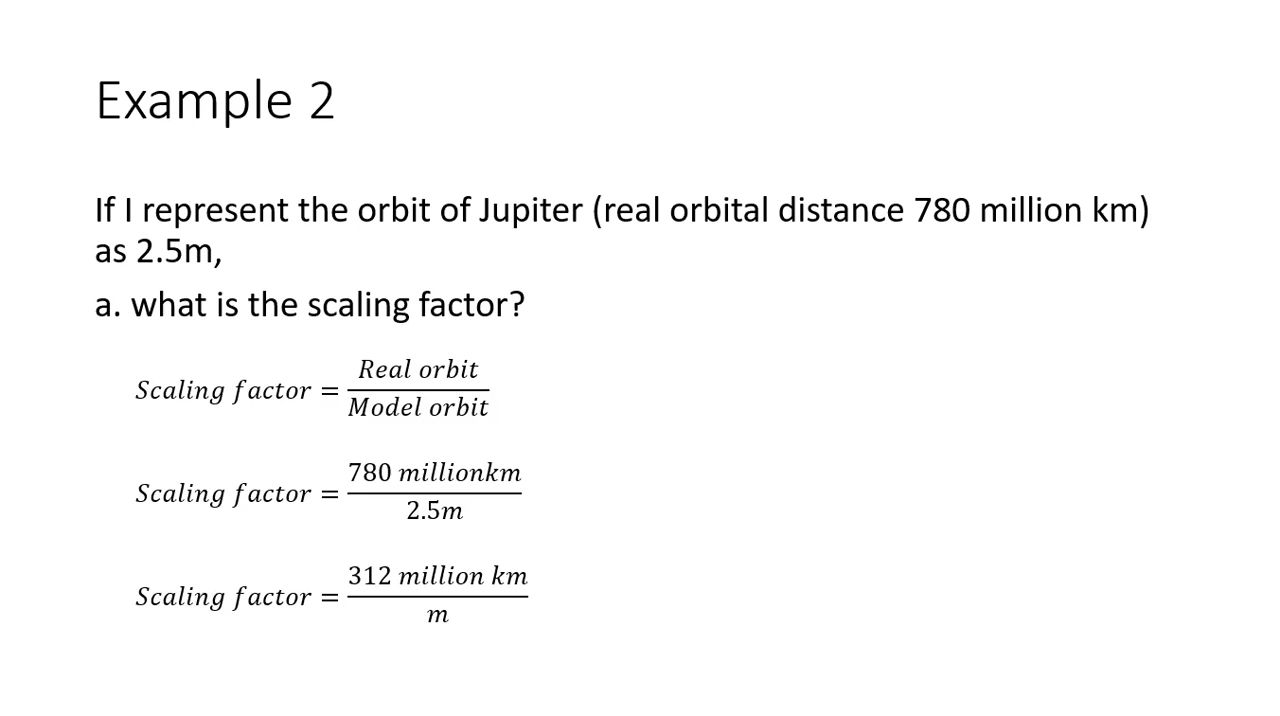 Example 2
If I represent the orbit of Jupiter (real orbital distance 780 million km)
as 2.5m,
a. what is the scaling factor?
Scaling factor = Real orbit / Model orbit
Scaling factor = 780 millionkm / 2.5m
Scaling factor = 312 million km / m